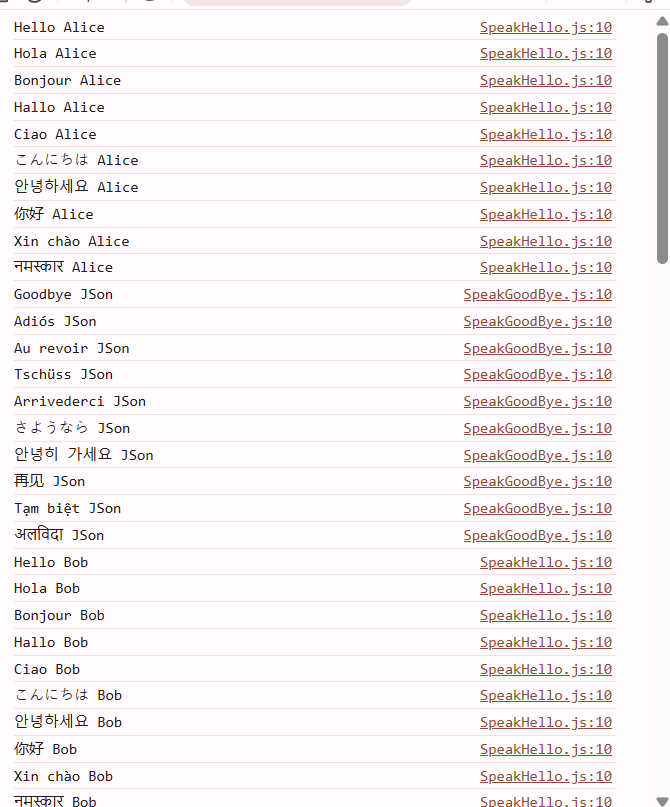 Hello Alice SpeakHello.js:10
Hola Alice SpeakHello.js:10
Bonjour Alice SpeakHello.js:10
Hallo Alice SpeakHello.js:10
Ciao Alice SpeakHello.js:10
こんにちは Alice SpeakHello.js:10
안녕하세요 Alice SpeakHello.js:10
你好 Alice SpeakHello.js:10
Xin chào Alice SpeakHello.js:10
नमस्कार Alice SpeakHello.js:10
Goodbye JSon SpeakGoodBye.js:10
Adiós JSon SpeakGoodBye.js:10
Au revoir JSon SpeakGoodBye.js:10
Tschüss JSon SpeakGoodBye.js:10
Arrivederci JSon SpeakGoodBye.js:10
さようなら JSon SpeakGoodBye.js:10
안녕히 가세요 JSon SpeakGoodBye.js:10
再见 JSon SpeakGoodBye.js:10
Tạm biệt JSon SpeakGoodBye.js:10
अलविदा JSon SpeakGoodBye.js:10
Hello Bob SpeakHello.js:10
Hola Bob SpeakHello.js:10
Bonjour Bob SpeakHello.js:10
Hallo Bob SpeakHello.js:10
Ciao Bob SpeakHello.js:10
こんにちは Bob SpeakHello.js:10
안녕하세요 Bob SpeakHello.js:10
你好 Bob SpeakHello.js:10
Xin chào Bob SpeakHello.js:10
नमस्कार Bob SpeakHello.js:10